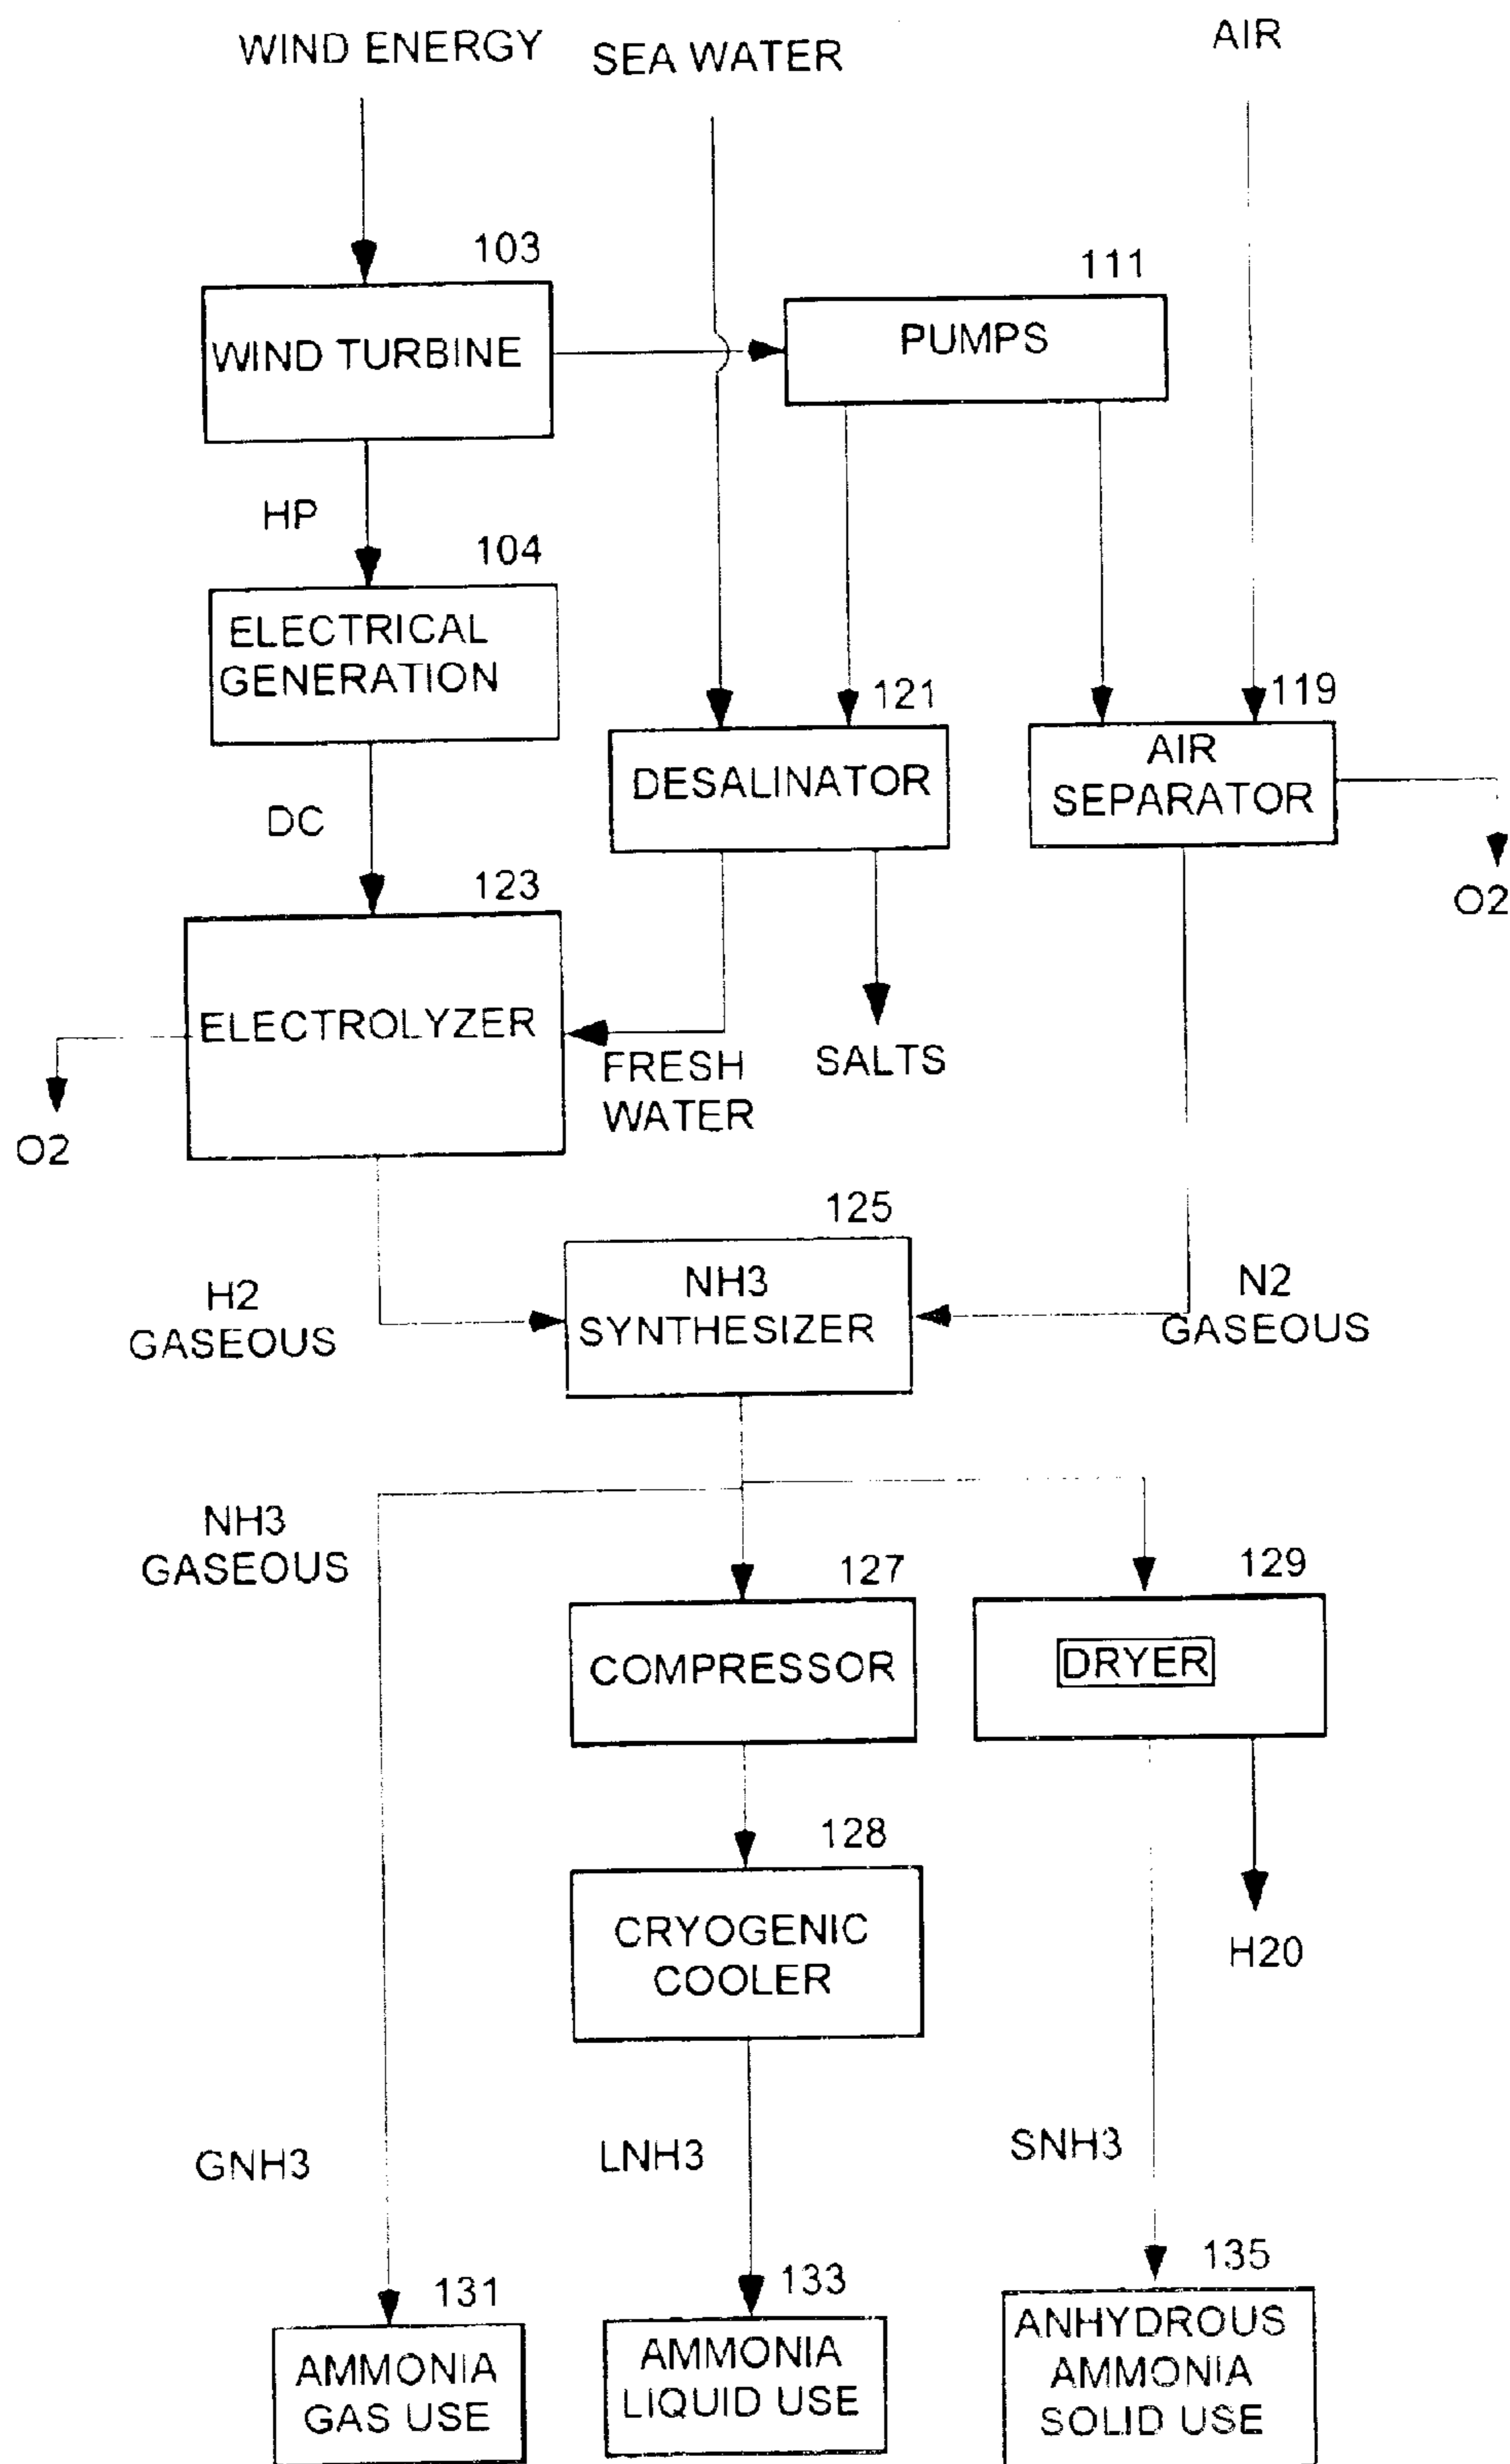 WIND ENERGY
SEA WATER
AIR
103
111
WIND TURBINE
PUMPS
HP
104
ELECTRICAL
GENERATION
121
119
DESALINATOR
AIR
SEPARATOR
DC
123
O2
ELECTROLYZER
FRESH
WATER
SALTS
O2
125
H2
GASEOUS
NH3
SYNTHESIZER
N2
GASEOUS
NH3
GASEOUS
127
129
COMPRESSOR
DRYER
128
CRYOGENIC
COOLER
H20
GNH3
LNH3
SNH3
131
133
135
AMMONIA
GAS USE
AMMONIA
LIQUID USE
ANHYDROUS
AMMONIA
SOLID USE